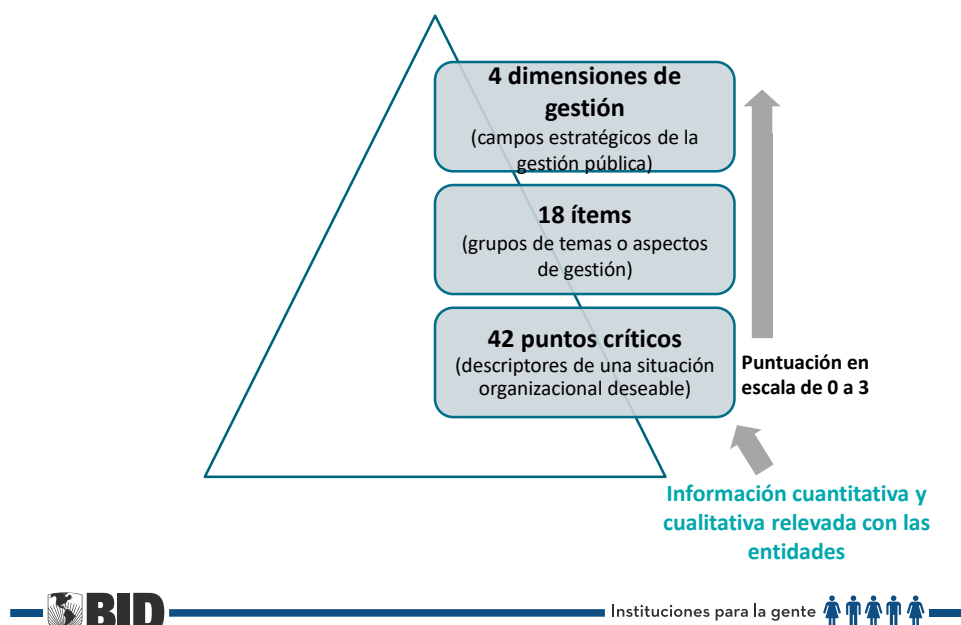 4 dimensiones de
gestión
(campos estratégicos de la
gestión pública)
18 ítems
(grupos de temas o aspectos
de gestión)
42 puntos críticos
(descriptores de una situación
organizacional deseable)
Puntuación en
escala de 0 a 3
Información cuantitativa y
cualitativa relevada con las
entidades
BID
Instituciones para la gente